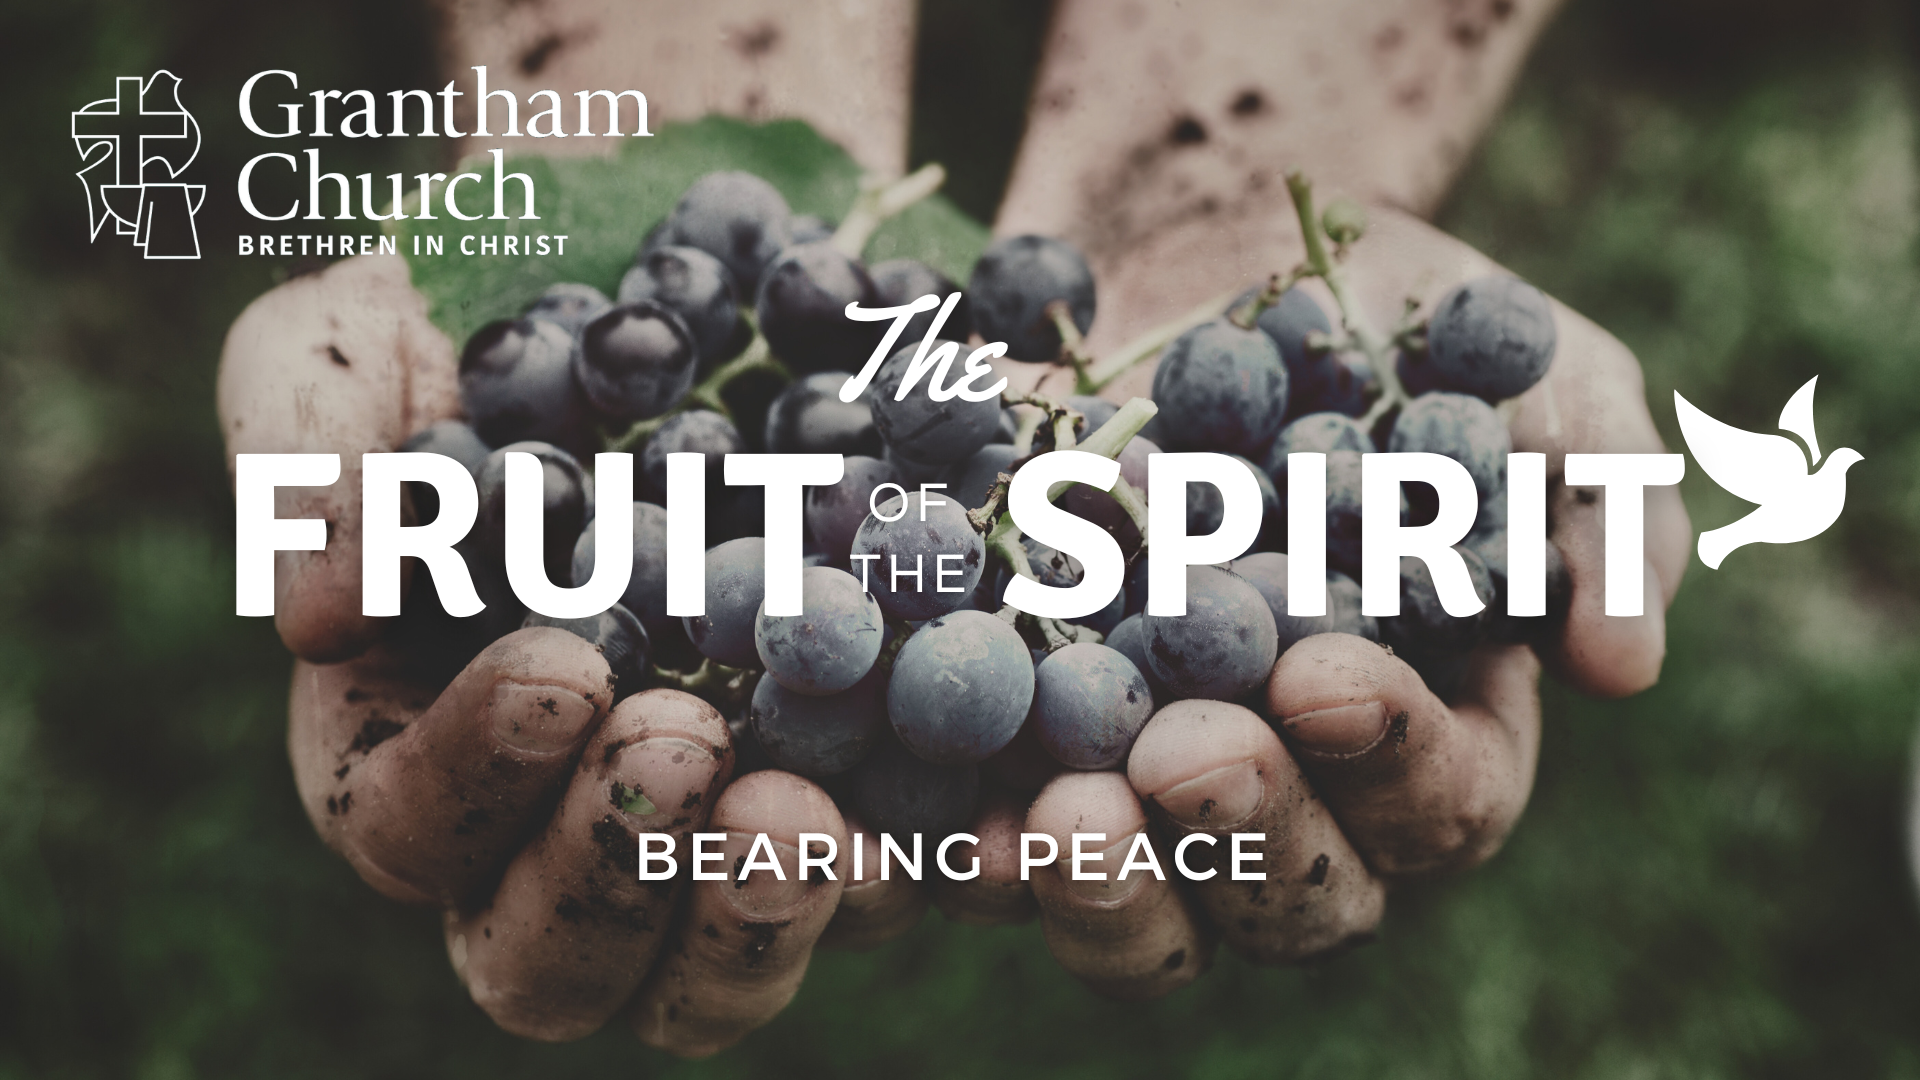 Grantham
Church
BRETHREN IN CHRIST
The
FRUIT OF THE SPIRIT
BEARING PEACE